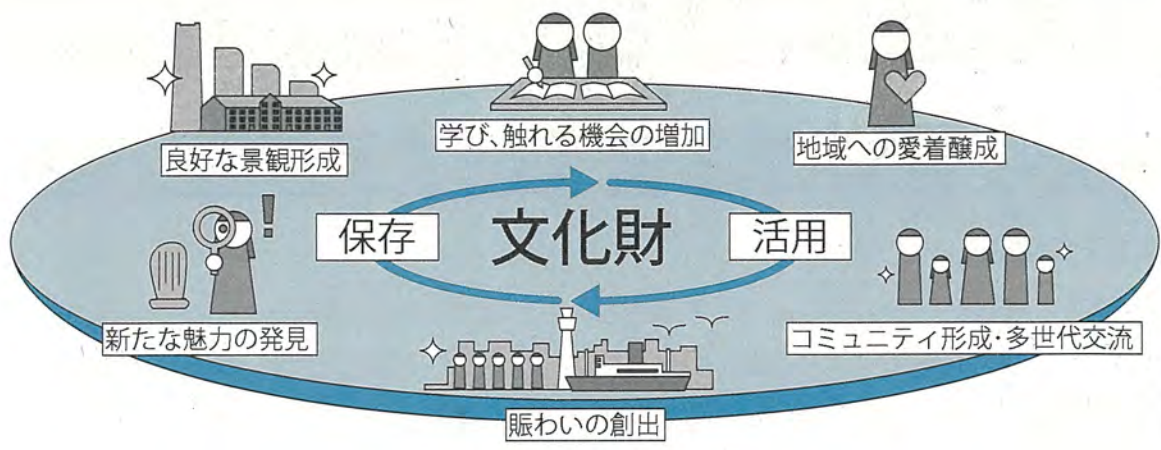 学び、触れる機会の増加
良好な景観形成
地域への愛着醸成
保存
文化財
活用
新たな魅力の発見
!
コミュニティ形成・多世代交流
賑わいの創出